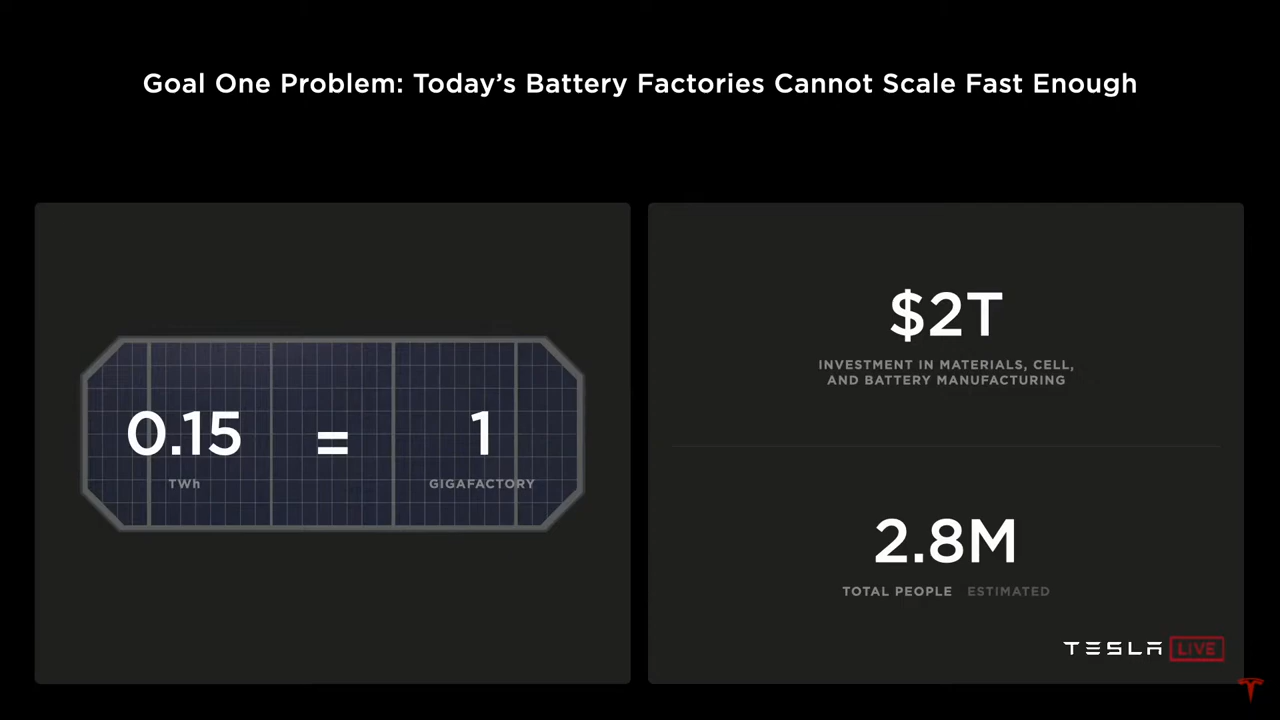 Goal One Problem: Today's Battery Factories Cannot Scale Fast Enough
0.15
TWh
=
1
GIGAFACTORY
$2T
INVESTMENT IN MATERIALS, CELL,
AND BATTERY MANUFACTURING
2.8M
TOTAL PEOPLE ESTIMATED
TESLA LIVE